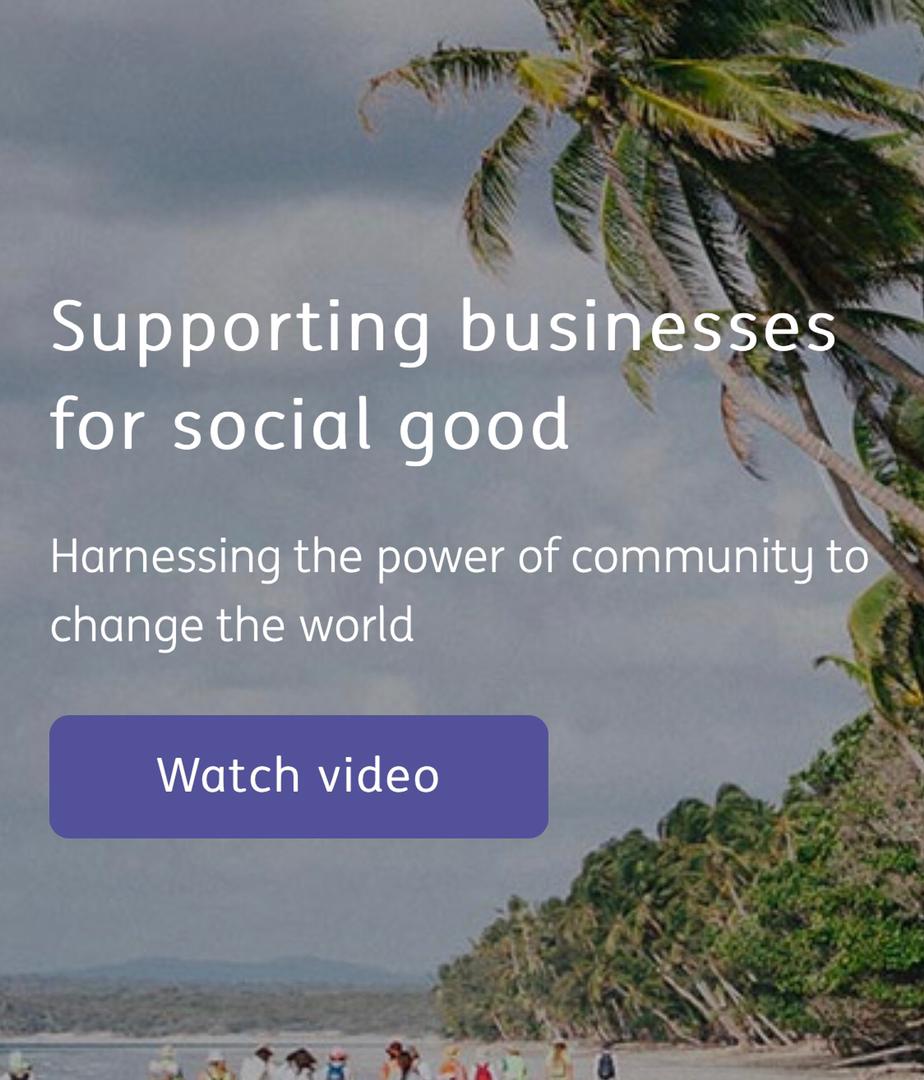 Supporting businesses
for social good
Harnessing the power of community to
change the world
Watch video